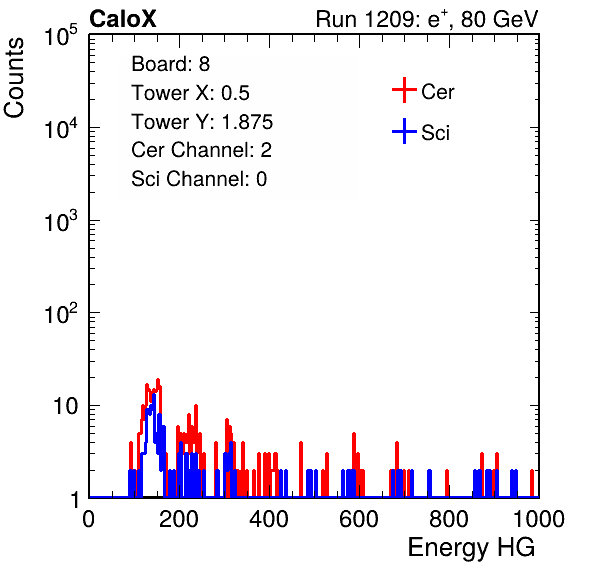 CaloX Run 1209: e⁺, 80 GeV
Counts
10⁵
10⁴
10³
10²
10
1
Board: 8
Tower X: 0.5
Tower Y: 1.875
Cer Channel: 2
Sci Channel: 0
Cer
Sci
0 200 400 600 800 1000
Energy HG